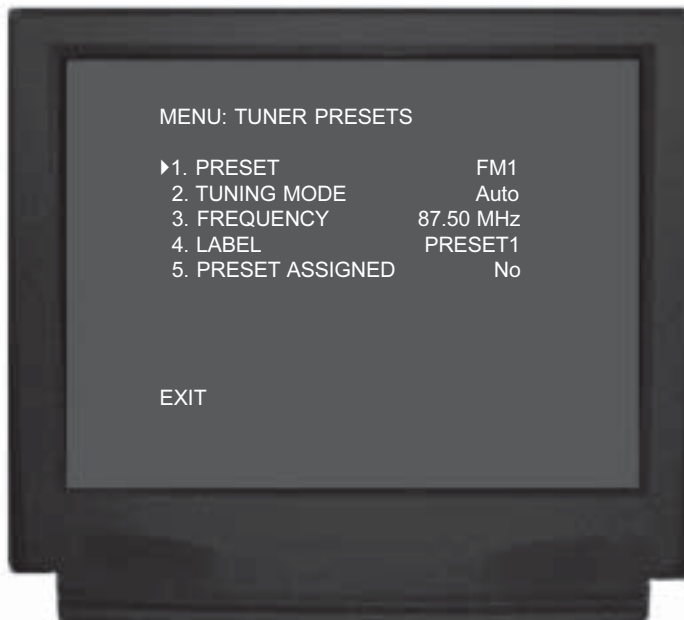 MENU: TUNER PRESETS
▶1. PRESET FM1
2. TUNING MODE Auto
3. FREQUENCY 87.50 MHz
4. LABEL PRESET1
5. PRESET ASSIGNED No
EXIT